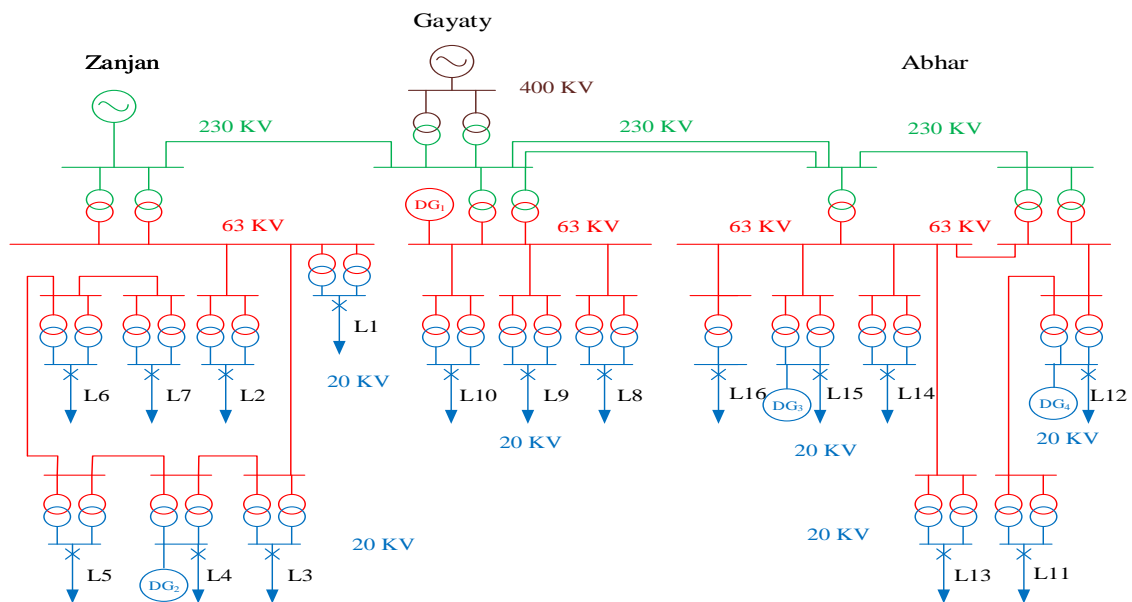 Gayaty
Zanjan
Abhar
400 KV
230 KV
230 KV
230 KV
DG1
63 KV
63 KV
63 KV
63 KV
L1
20 KV
L6
L7
L2
L10
L9
L8
L16
DG3
L15
L14
DG4
L12
20 KV
20 KV
20 KV
20 KV
20 KV
L5
DG2
L4
L3
L13
L11